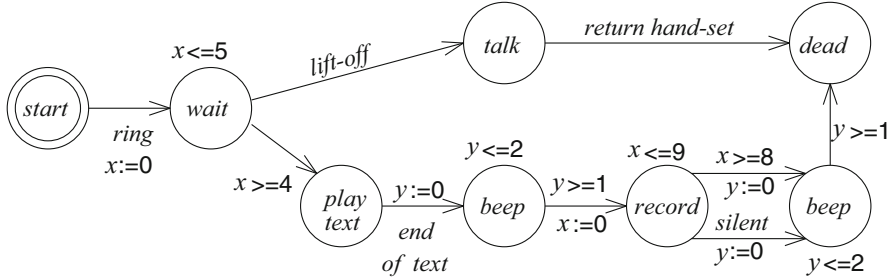 start
ring
x:=0
x<=5
wait
lift-off
talk
return hand-set
dead
x>=4
play
text
y:=0
end
of text
y<=2
beep
y>=1
x:=0
x<=9
record
x>=8
y:=0
silent
y:=0
beep
y<=2
y>=1